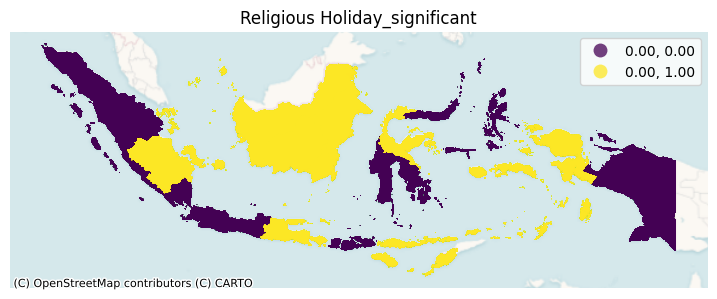 Religious Holiday_significant
0.00, 0.00
0.00, 1.00
(C) OpenStreetMap contributors (C) CARTO